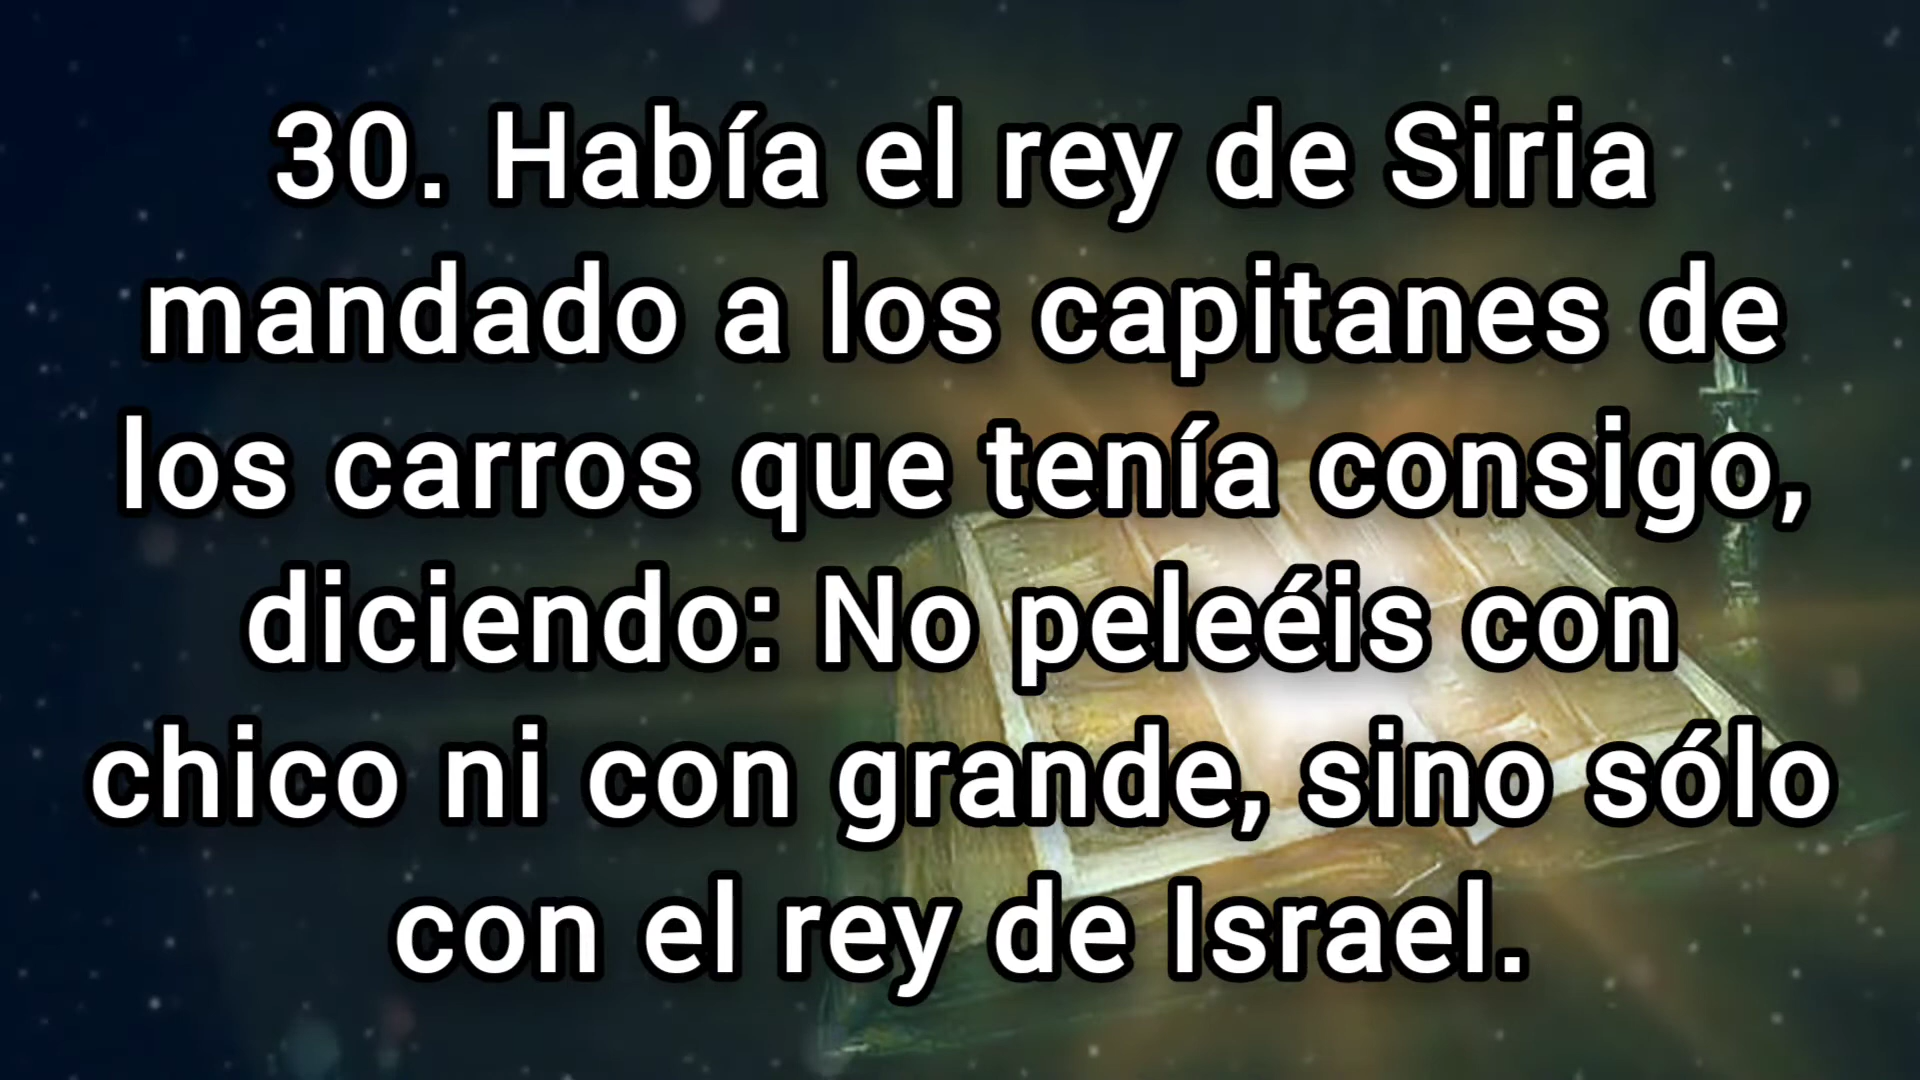 30. Había el rey de Siria
mandado a los capitanes de
los carros que tenía consigo,
diciendo: No peleéis con
chico ni con grande, sino sólo
con el rey de Israel.